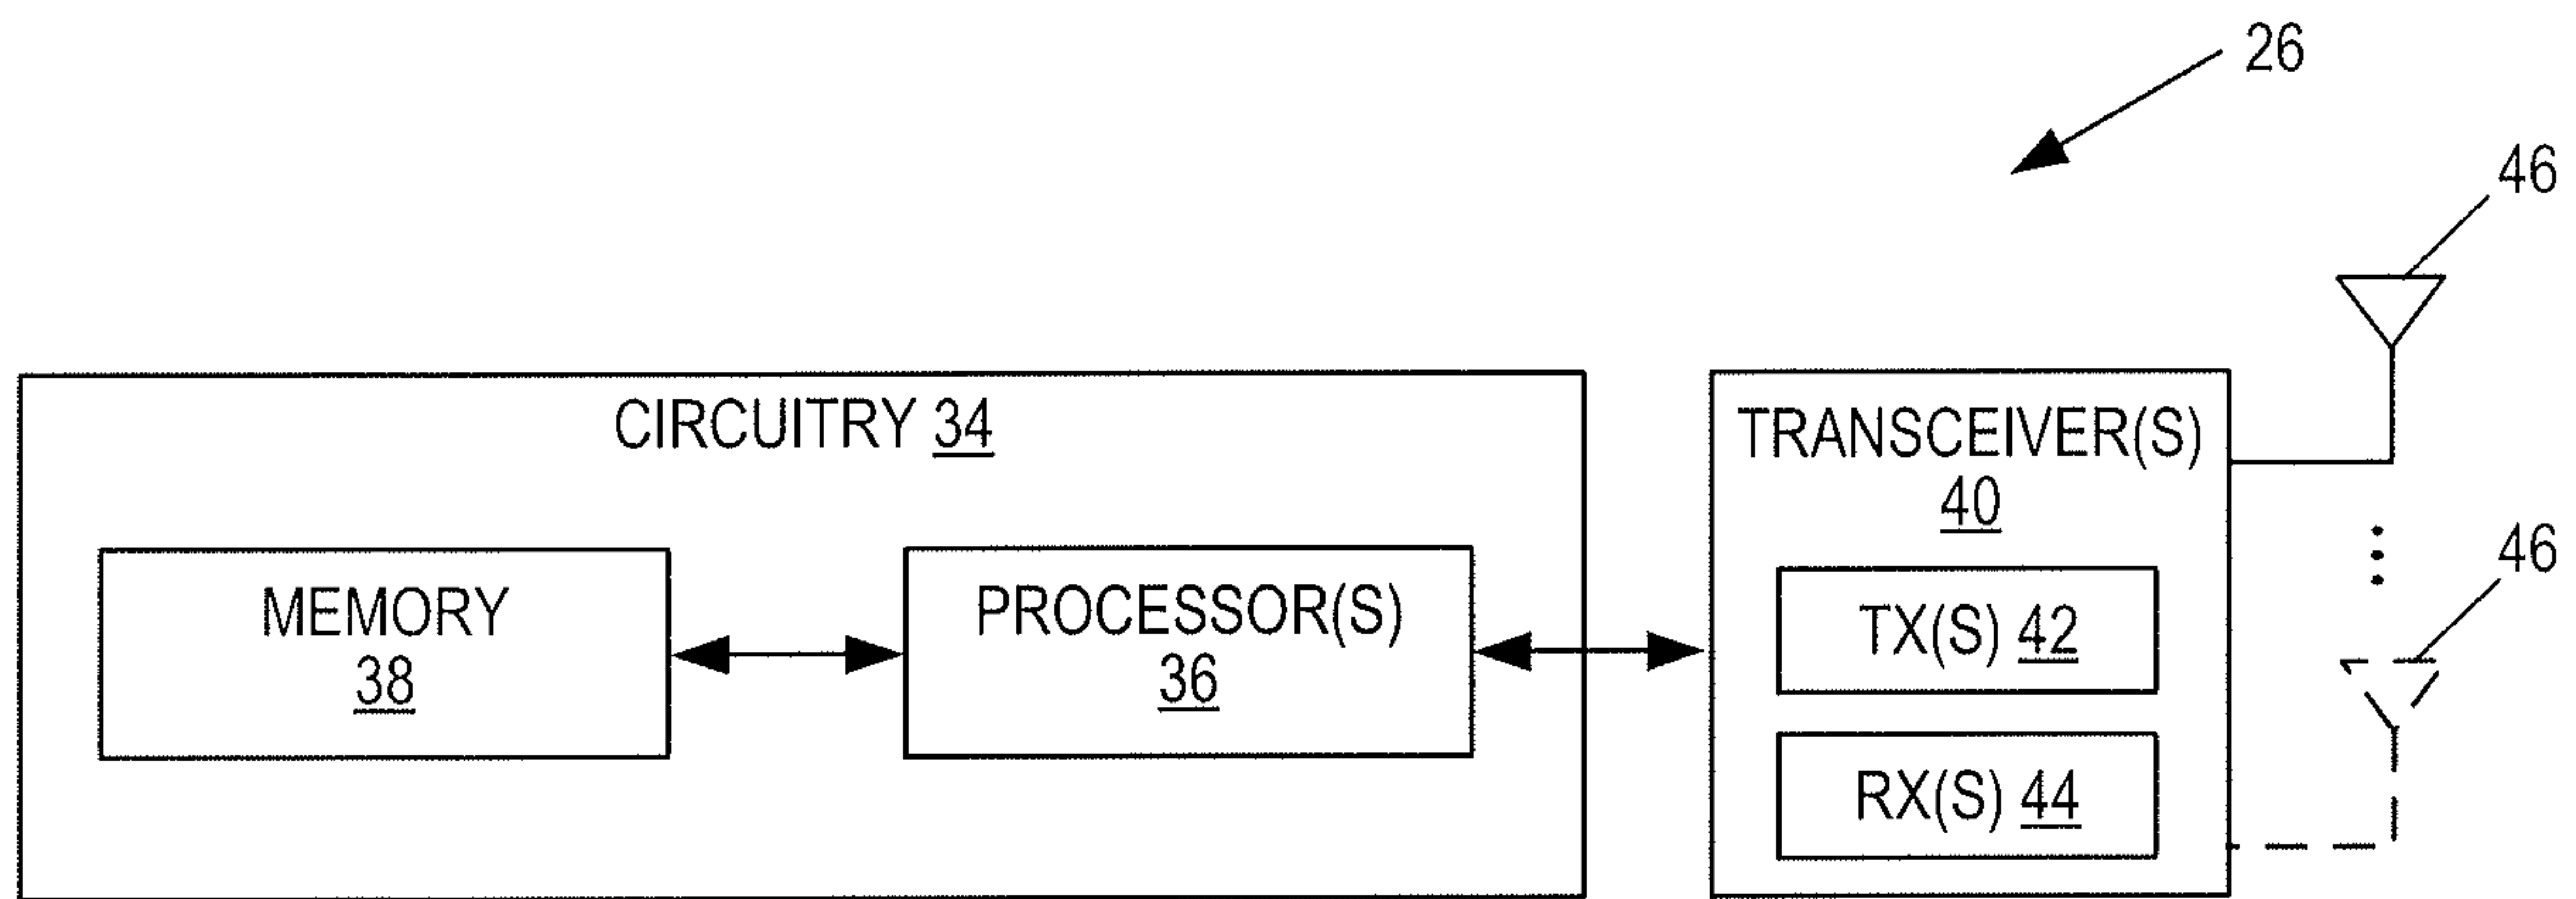 26
46
CIRCUITRY 34
TRANSCEIVER(S)
40
MEMORY
38
PROCESSOR(S)
36
TX(S) 42
46
RX(S) 44